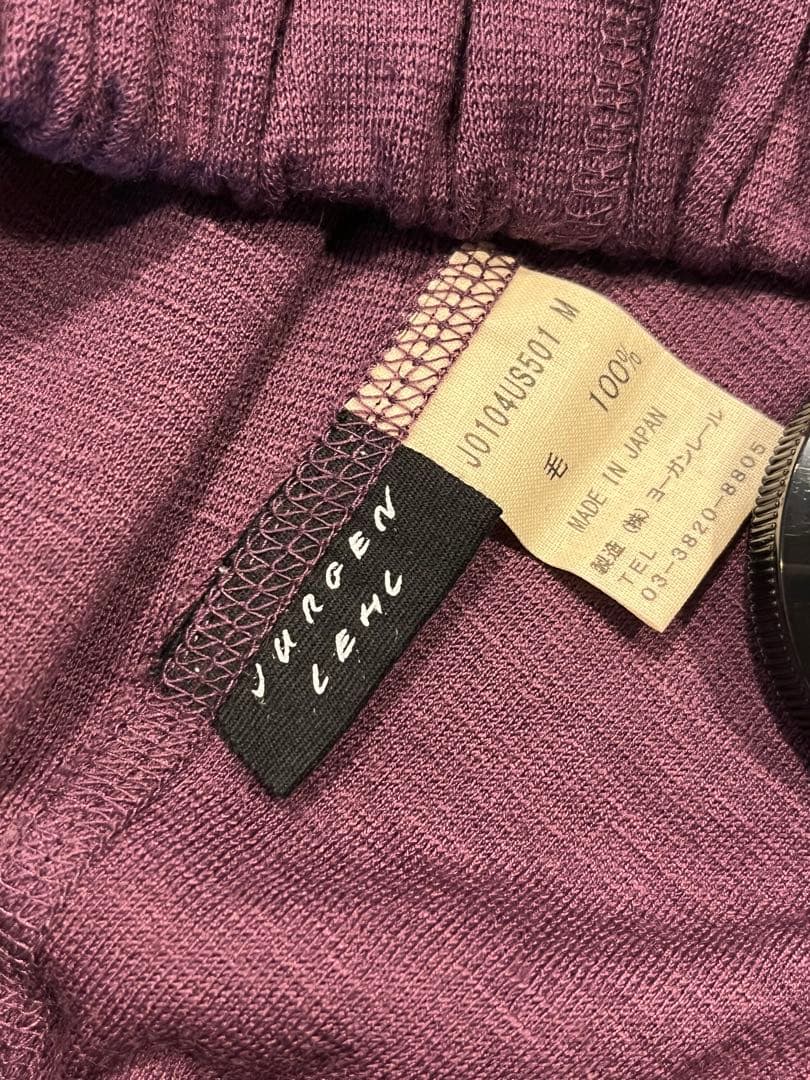 J0104US501 M
毛 100%
MADE IN JAPAN
製造 (株) ヨーガンレール
TEL
03-3820-8805
JURGEN
LEHL